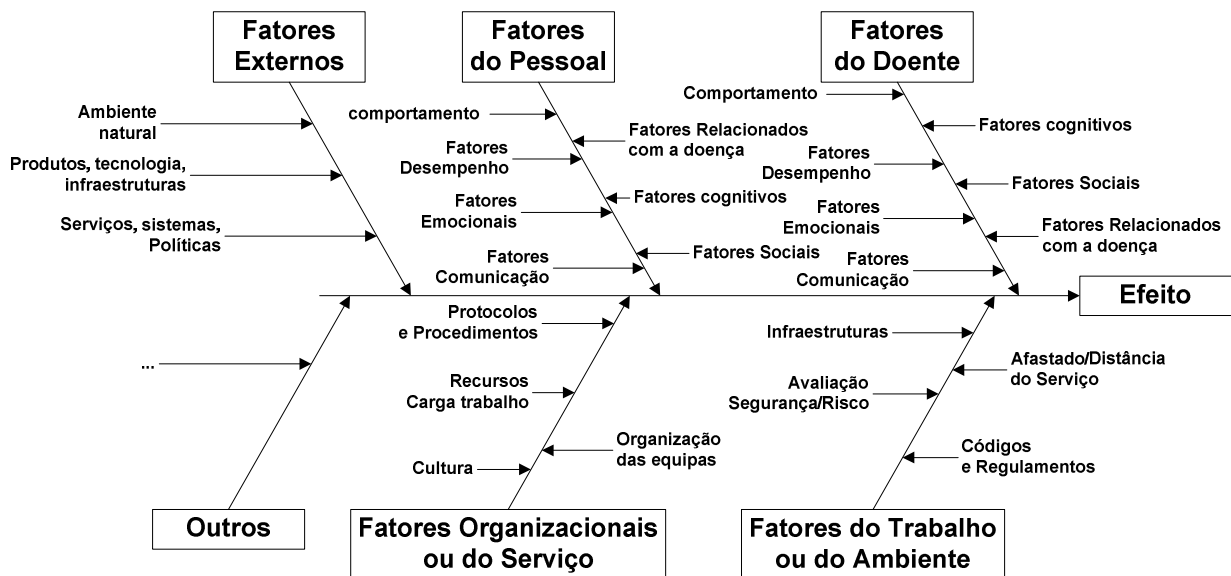 Fatores
Externos
Fatores
do Pessoal
Fatores
do Doente
Ambiente
natural
Produtos, tecnologia,
infraestruturas
Serviços, sistemas,
Políticas
comportamento
Fatores Relacionados
com a doença
Fatores
Desempenho
Fatores cognitivos
Fatores
Emocionais
Fatores Sociais
Fatores
Comunicação
Comportamento
Fatores cognitivos
Fatores
Desempenho
Fatores Sociais
Fatores
Emocionais
Fatores Relacionados
com a doença
Fatores
Comunicação
Efeito
...
Protocolos
e Procedimentos
Recursos
Carga trabalho
Organização
das equipas
Cultura
Infraestruturas
Afastado/Distância
do Serviço
Avaliação
Segurança/Risco
Códigos
e Regulamentos
Outros
Fatores Organizacionais
ou do Serviço
Fatores do Trabalho
ou do Ambiente